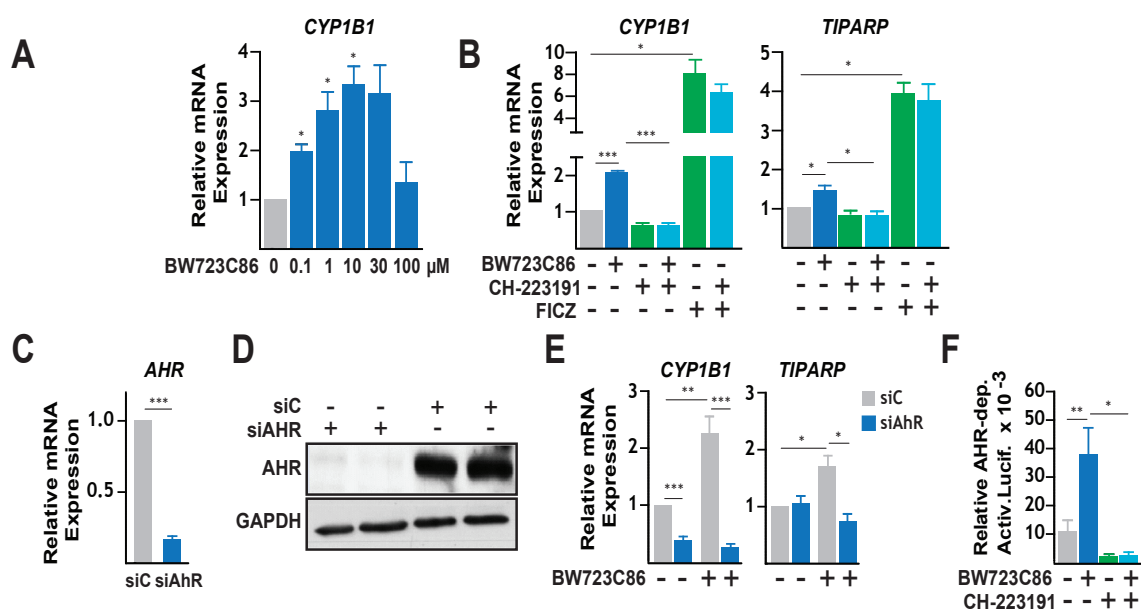 A
CYP1B1
Relative mRNA
Expression
4
3
2
1
* * *
BW723C86 0 0.1 1 10 30 100 µM
B
CYP1B1
Relative mRNA
Expression
10
8
6
4
2
1
*
*** ***
TIPARP
5
4
3
2
1
*
* *
BW723C86 - + - + - - - + - + - -
CH-223191 - - + + - + - - + + - +
FICZ - - - - + + - - - - + +
C
AHR
Relative mRNA
Expression
1.0
0.5
***
siC siAhR
D
siC - - + +
siAHR + + - -
AHR
GAPDH
E
CYP1B1
Relative mRNA
Expression
3
2
1
** ***
***
TIPARP
3
2
1
* *
siC
siAhR
BW723C86 - - + + - - + +
F
Relative AHR-dep.
Activ.Lucif. x 10 -3
60
50
40
30
20
10
** *
BW723C86 - + - +
CH-223191 - - + +